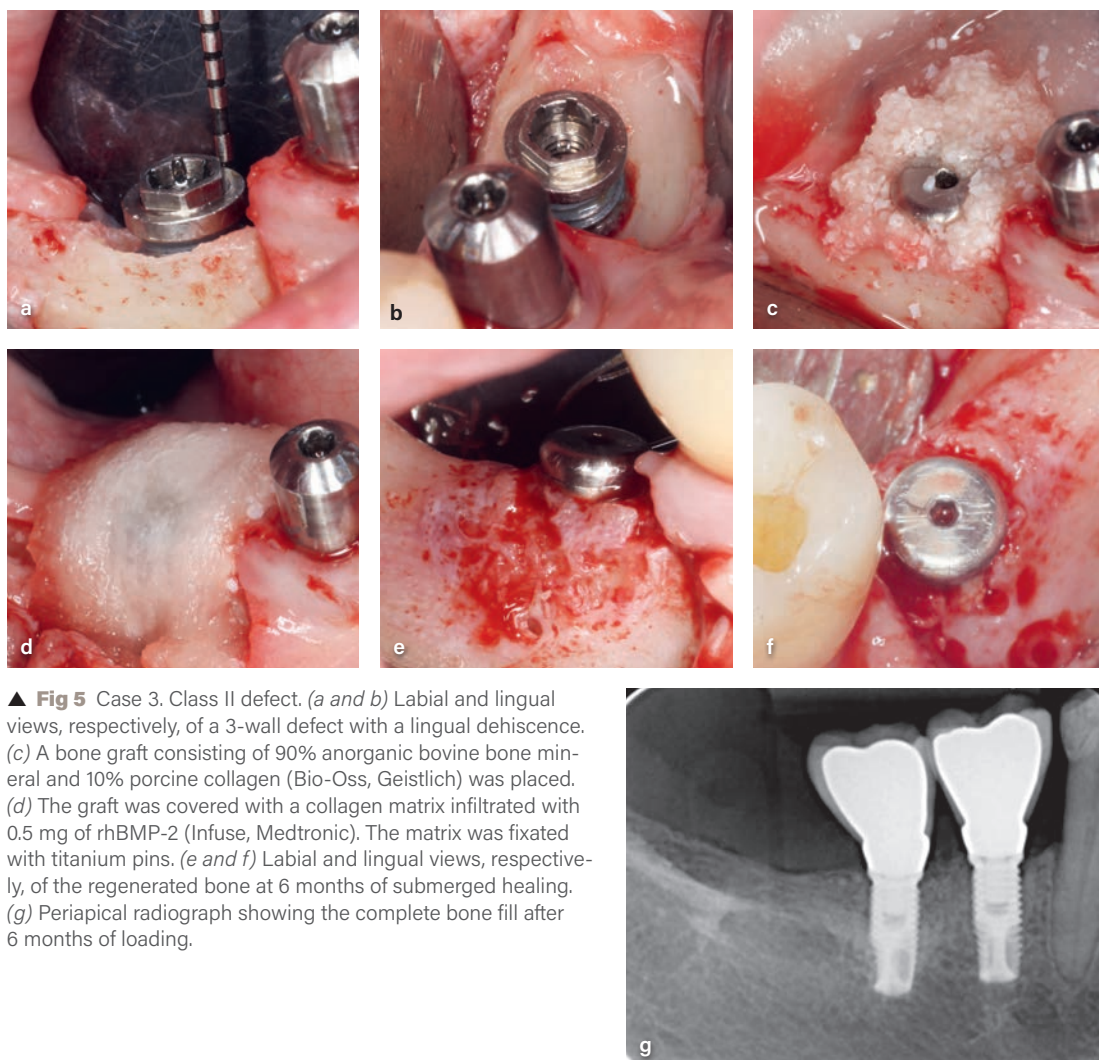 a
b
c
d
e
f
▲ Fig 5 Case 3. Class II defect. (a and b) Labial and lingual
views, respectively, of a 3-wall defect with a lingual dehiscence.
(c) A bone graft consisting of 90% anorganic bovine bone min-
eral and 10% porcine collagen (Bio-Oss, Geistlich) was placed.
(d) The graft was covered with a collagen matrix infiltrated with
0.5 mg of rhBMP-2 (Infuse, Medtronic). The matrix was fixated
with titanium pins. (e and f) Labial and lingual views, respective-
ly, of the regenerated bone at 6 months of submerged healing.
(g) Periapical radiograph showing the complete bone fill after
6 months of loading.
g